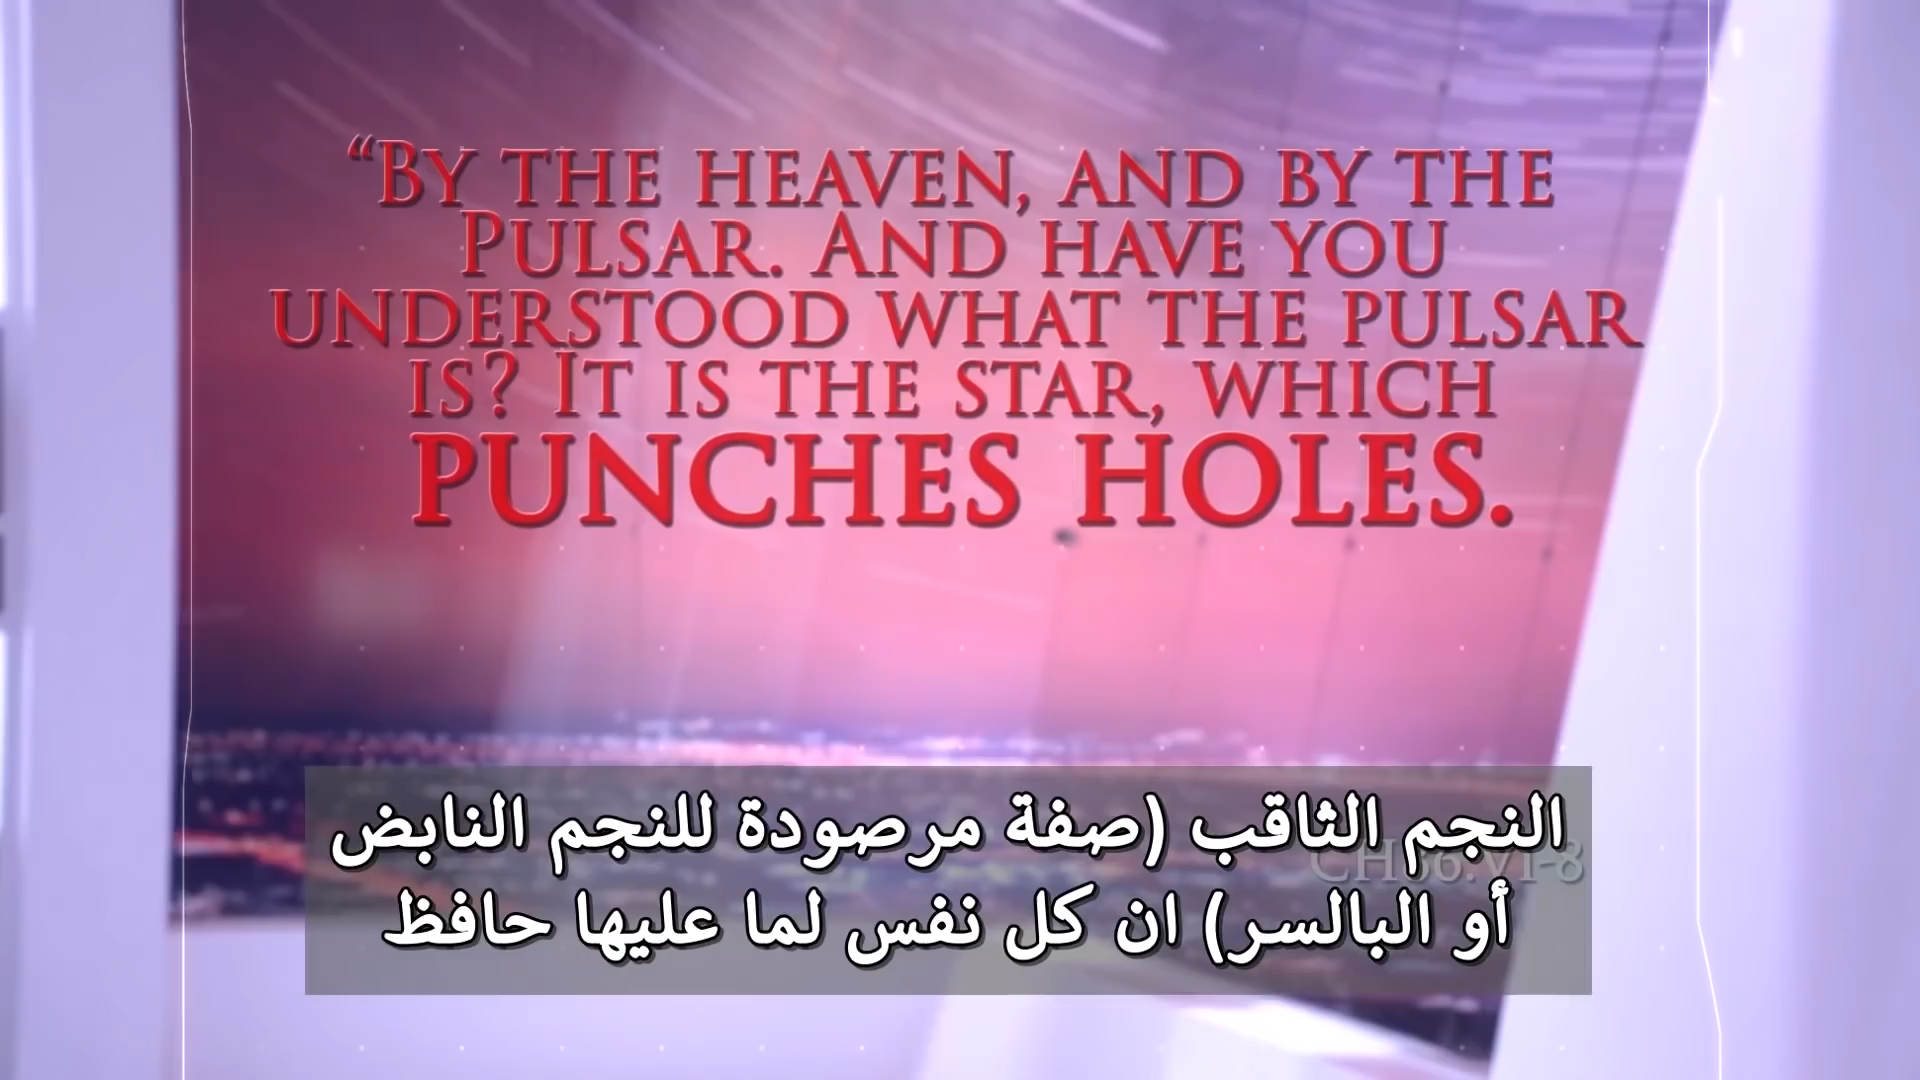 “By the heaven, and by the
Pulsar. And have you
understood what the pulsar
is? It is the star, which
punches holes.
النجم الثاقب (صفة مرصودة للنجم النابض
أو البالسر) ان كل نفس لما عليها حافظ